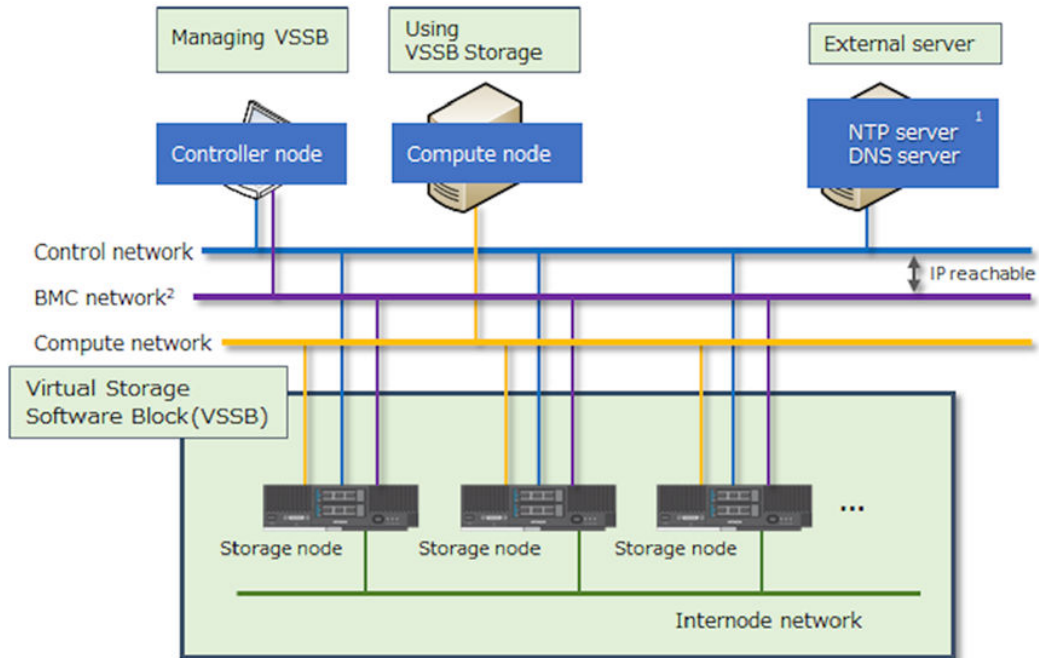 Managing VSSB
Using
VSSB Storage
External server
Controller node
Compute node
NTP server 1
DNS server
Control network
IP reachable
BMC network2
Compute network
Virtual Storage
Software Block(VSSB)
...
Storage node
Storage node
Storage node
Internode network